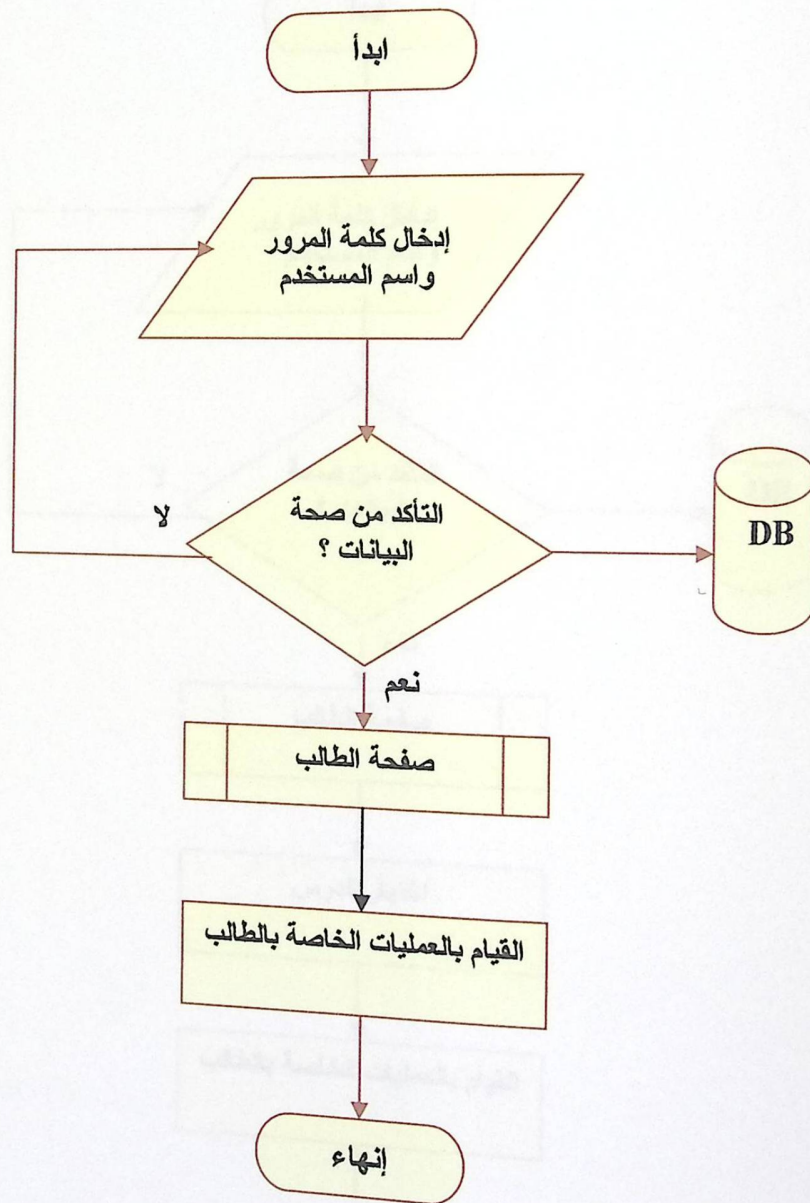 ابدأ
إدخال كلمة المرور
واسم المستخدم
التأكد من صحة
البيانات ؟
لا
DB
نعم
صفحة الطالب
القيام بالعمليات الخاصة بالطالب
إنهاء